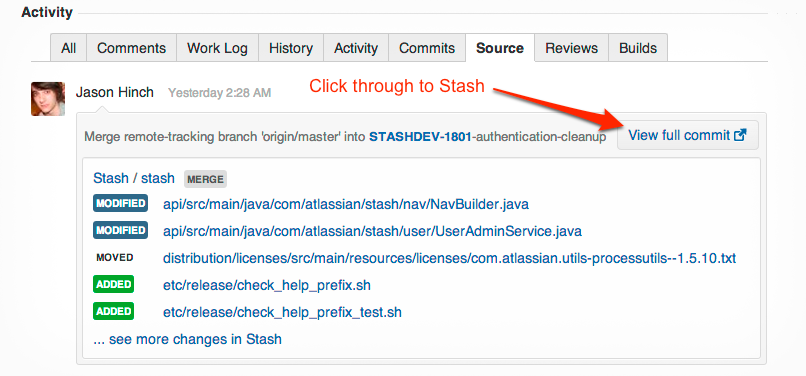 Activity
All Comments Work Log History Activity Commits Source Reviews Builds
Jason Hinch Yesterday 2:28 AM Click through to Stash
Merge remote-tracking branch 'origin/master' into STASHDEV-1801-authentication-cleanup View full commit
Stash / stash MERGE
MODIFIED api/src/main/java/com/atlassian/stash/nav/NavBuilder.java
MODIFIED api/src/main/java/com/atlassian/stash/user/UserAdminService.java
MOVED distribution/licenses/src/main/resources/licenses/com.atlassian.utils-processutils--1.5.10.txt
ADDED etc/release/check_help_prefix.sh
ADDED etc/release/check_help_prefix_test.sh
... see more changes in Stash